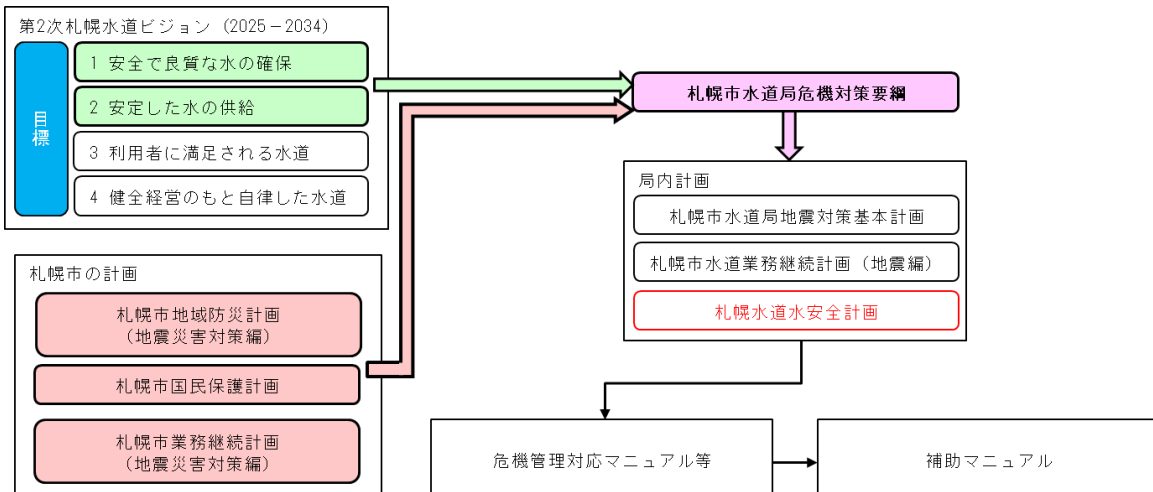 第2次札幌水道ビジョン（2025－2034）
目標
1 安全で良質な水の確保
2 安定した水の供給
3 利用者に満足される水道
4 健全経営のもと自律した水道
札幌市の計画
札幌市地域防災計画
（地震災害対策編）
札幌市国民保護計画
札幌市業務継続計画
（地震災害対策編）
札幌市水道局危機対策要綱
局内計画
札幌市水道局地震対策基本計画
札幌市水道業務継続計画（地震編）
札幌水道水安全計画
危機管理対応マニュアル等
補助マニュアル